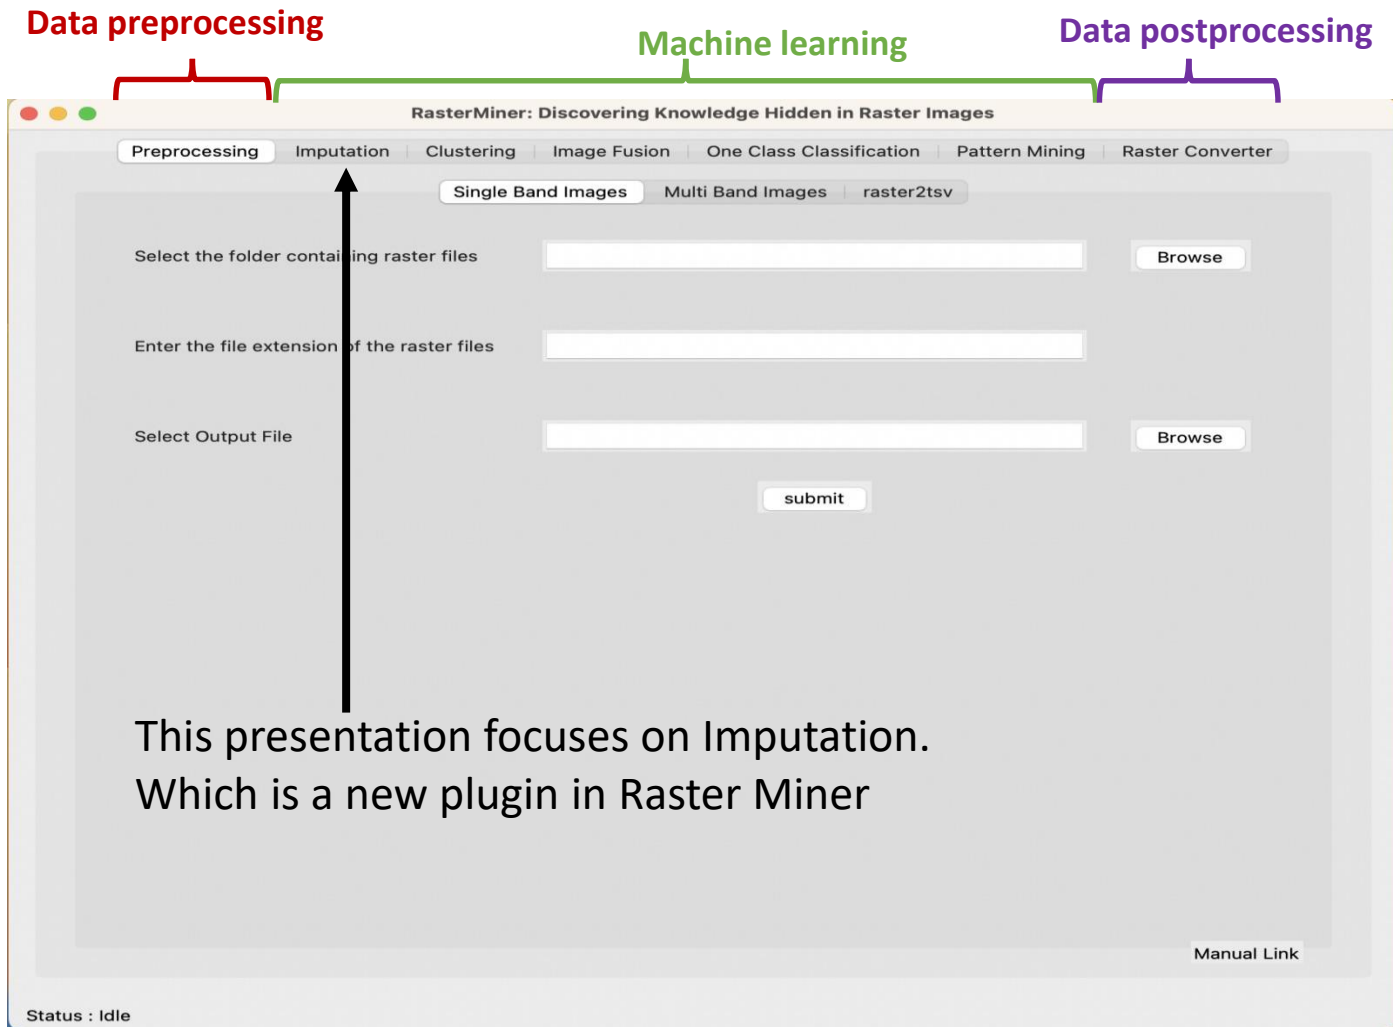 Data preprocessing
Machine learning
Data postprocessing
RasterMiner: Discovering Knowledge Hidden in Raster Images
Preprocessing Imputation Clustering Image Fusion One Class Classification Pattern Mining Raster Converter
Single Band Images Multi Band Images raster2tsv
Select the folder containing raster files Browse
Enter the file extension of the raster files
Select Output File Browse
submit
This presentation focuses on Imputation.
Which is a new plugin in Raster Miner
Manual Link
Status : Idle